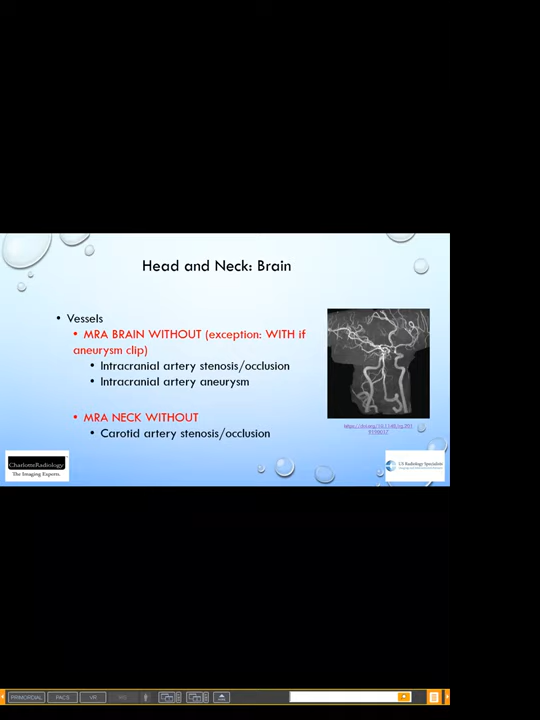 Head and Neck: Brain
• Vessels
• MRA BRAIN WITHOUT (exception: WITH if
aneurysm clip)
• Intracranial artery stenosis/occlusion
• Intracranial artery aneurysm
• MRA NECK WITHOUT
• Carotid artery stenosis/occlusion
CharlotteRadiology
The Imaging Experts.
US Radiology Specialists
PRIMORDIAL
PACS
VR